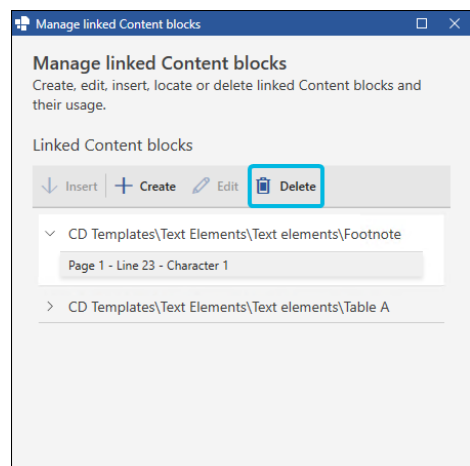 Manage linked Content blocks
Manage linked Content blocks
Create, edit, insert, locate or delete linked Content blocks and
their usage.
Linked Content blocks
Insert Create Edit Delete
CD Templates\Text Elements\Text elements\Footnote
Page 1 - Line 23 - Character 1
CD Templates\Text Elements\Text elements\Table A